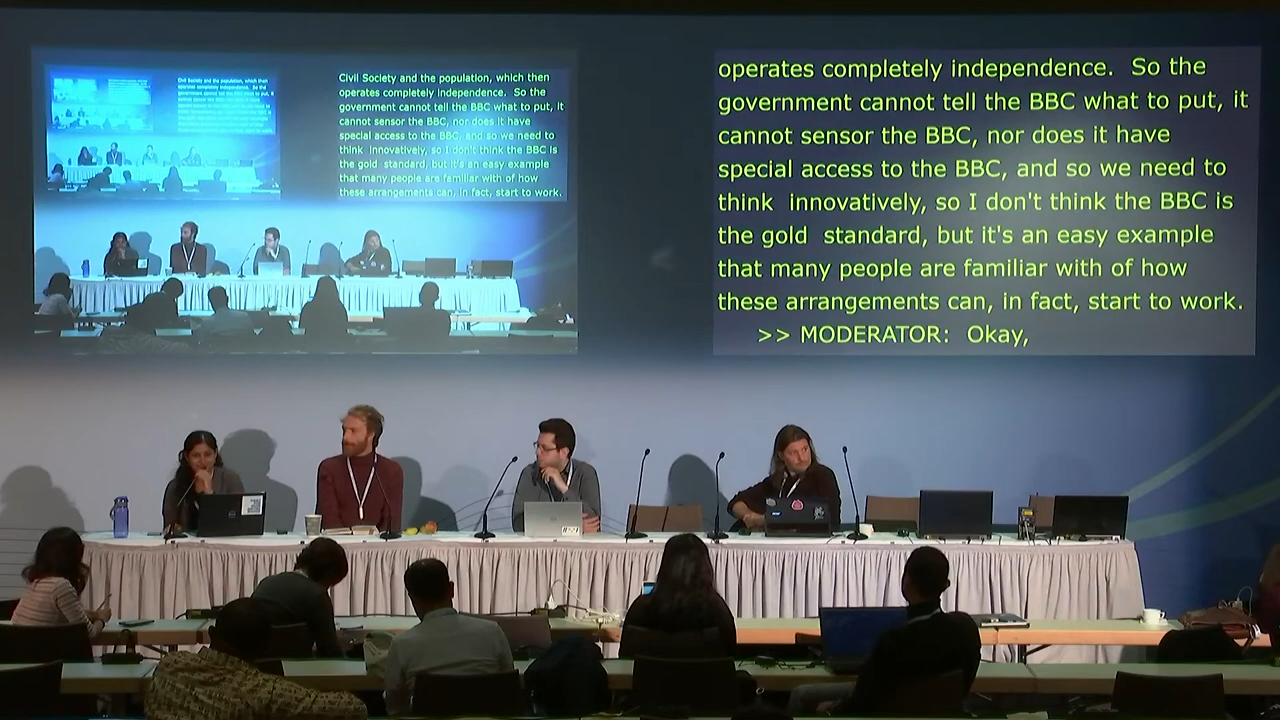 Civil Society and the population, which then
operates completely independence. So the
government cannot tell the BBC what to put, it
cannot sensor the BBC, nor does it have
special access to the BBC, and so we need to
think innovatively, so I don't think the BBC is
the gold standard, but it's an easy example
that many people are familiar with of how
these arrangements can, in fact, start to work.
operates completely independence. So the
government cannot tell the BBC what to put, it
cannot sensor the BBC, nor does it have
special access to the BBC, and so we need to
think innovatively, so I don't think the BBC is
the gold standard, but it's an easy example
that many people are familiar with of how
these arrangements can, in fact, start to work.
>> MODERATOR: Okay,